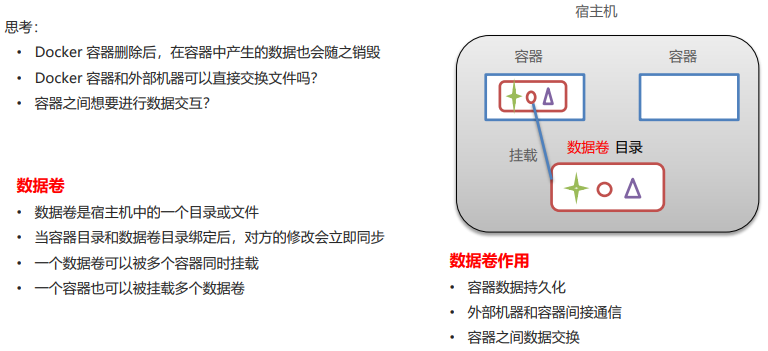 思考：
• Docker 容器删除后，在容器中产生的数据也会随之销毁
• Docker 容器和外部机器可以直接交换文件吗？
• 容器之间想要进行数据交互？
数据卷
• 数据卷是宿主机中的一个目录或文件
• 当容器目录和数据卷目录绑定后，对方的修改会立即同步
• 一个数据卷可以被多个容器同时挂载
• 一个容器也可以被挂载多个数据卷
宿主机
容器
容器
挂载
数据卷 目录
数据卷作用
• 容器数据持久化
• 外部机器和容器间接通信
• 容器之间数据交换